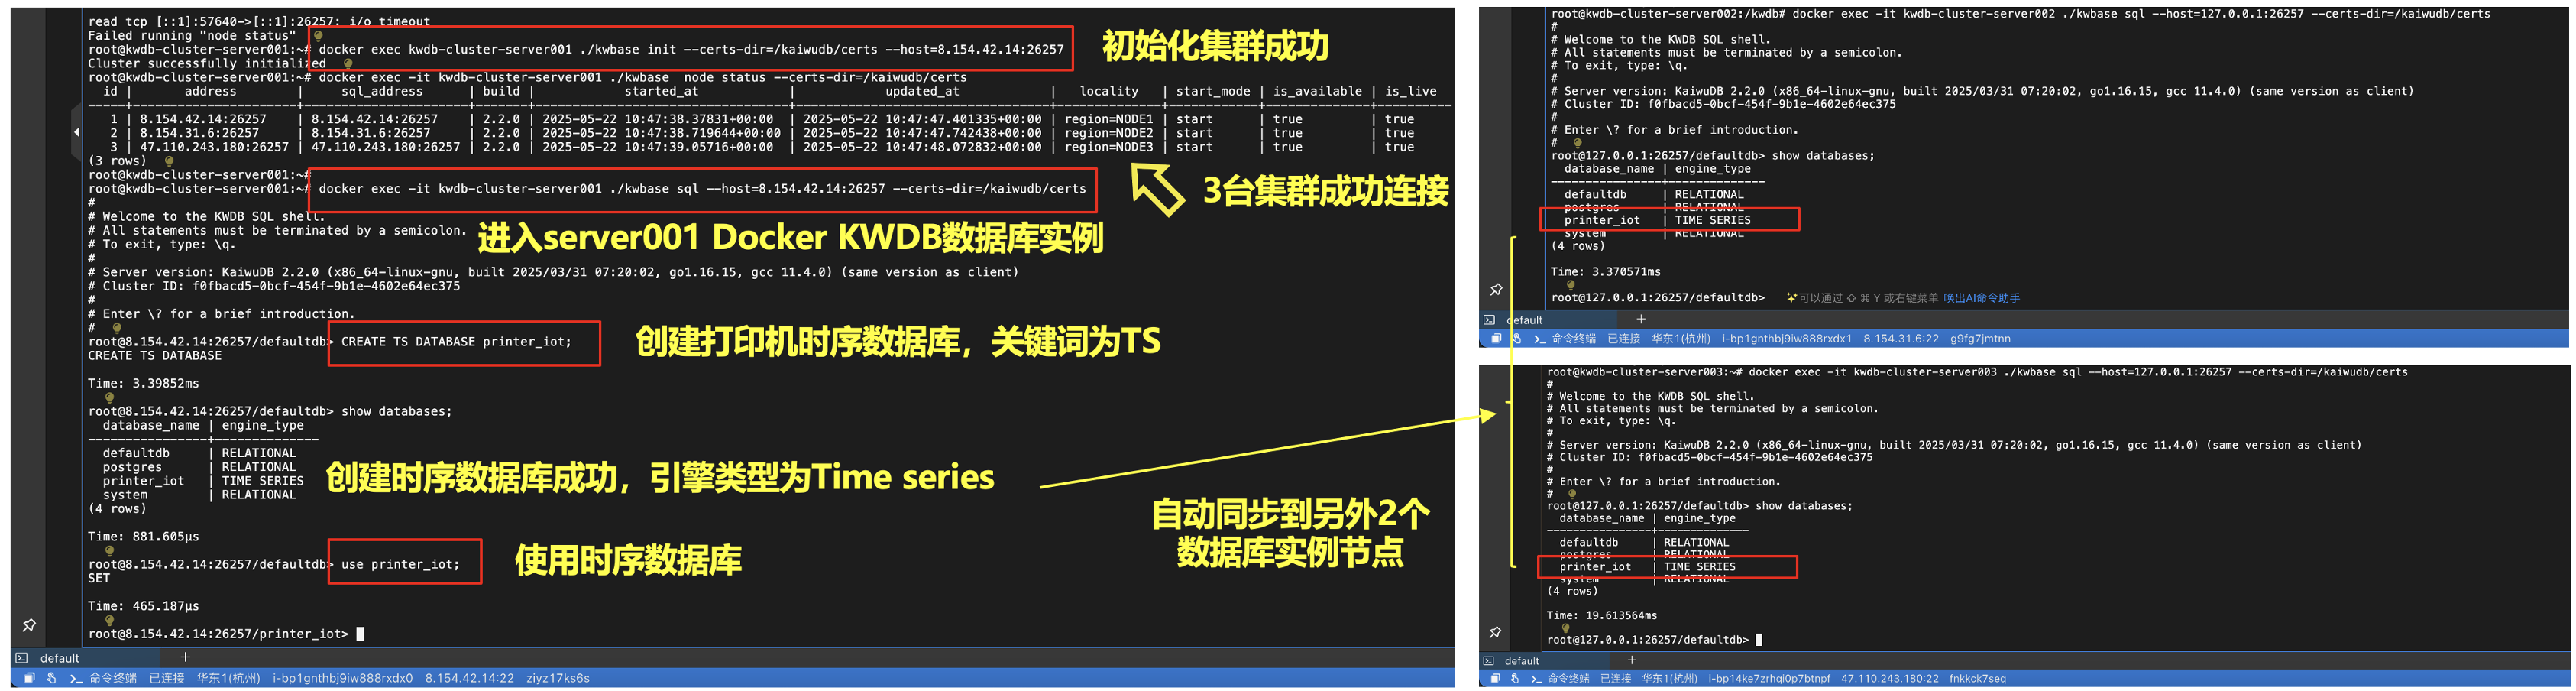 read tcp [::1]:57640->[::1]:26257: i/o timeout
Failed running "node status"
root@kwdb-cluster-server001:~# docker exec kwdb-cluster-server001 ./kwbase init --certs-dir=/kaiwudb/certs --host=8.154.42.14:26257
Cluster successfully initialized
初始化集群成功
root@kwdb-cluster-server001:~# docker exec -it kwdb-cluster-server001 ./kwbase  node status --certs-dir=/kaiwudb/certs
id | address | sql_address | build | started_at | updated_at | locality | start_mode | is_available | is_live
-----+----------------------+----------------------+-------+----------------------------------+----------------------------------+--------------+------------+--------------+----------
1 | 8.154.42.14:26257 | 8.154.42.14:26257 | 2.2.0 | 2025-05-22 10:47:38.37831+00:00 | 2025-05-22 10:47:47.401335+00:00 | region=NODE1 | start | true | true
2 | 8.154.31.6:26257 | 8.154.31.6:26257 | 2.2.0 | 2025-05-22 10:47:38.719644+00:00 | 2025-05-22 10:47:47.742438+00:00 | region=NODE2 | start | true | true
3 | 47.110.243.180:26257 | 47.110.243.180:26257 | 2.2.0 | 2025-05-22 10:47:39.05716+00:00 | 2025-05-22 10:47:48.072832+00:00 | region=NODE3 | start | true | true
(3 rows)
3台集群成功连接
root@kwdb-cluster-server001:~#
root@kwdb-cluster-server001:~# docker exec -it kwdb-cluster-server001 ./kwbase sql --host=8.154.42.14:26257 --certs-dir=/kaiwudb/certs
#
# Welcome to the KWDB SQL shell.
# All statements must be terminated by a semicolon.
# To exit, type: \q.
进入server001 Docker KWDB数据库实例
#
# Server version: KaiwuDB 2.2.0 (x86_64-linux-gnu, built 2025/03/31 07:20:02, go1.16.15, gcc 11.4.0) (same version as client)
# Cluster ID: f0fbacd5-0bcf-454f-9b1e-4602e64ec375
#
# Enter \? for a brief introduction.
#
root@8.154.42.14:26257/defaultdb> CREATE TS DATABASE printer_iot;
创建打印机时序数据库，关键词为TS
CREATE TS DATABASE
Time: 3.39852ms
root@8.154.42.14:26257/defaultdb> show databases;
database_name | engine_type
----------------+--------------
defaultdb | RELATIONAL
postgres | RELATIONAL
printer_iot | TIME SERIES
system | RELATIONAL
(4 rows)
创建时序数据库成功，引擎类型为Time series
Time: 881.605µs
root@8.154.42.14:26257/defaultdb> use printer_iot;
使用时序数据库
SET
Time: 465.187µs
root@8.154.42.14:26257/printer_iot>
自动同步到另外2个
数据库实例节点
default +
命令终端 已连接 华东1(杭州) i-bp1gnthbj9iw888rxdx0 8.154.42.14:22 ziyz17ks6s
root@kwdb-cluster-server002:/kwdb# docker exec -it kwdb-cluster-server002 ./kwbase sql --host=127.0.0.1:26257 --certs-dir=/kaiwudb/certs
#
# Welcome to the KWDB SQL shell.
# All statements must be terminated by a semicolon.
# To exit, type: \q.
#
# Server version: KaiwuDB 2.2.0 (x86_64-linux-gnu, built 2025/03/31 07:20:02, go1.16.15, gcc 11.4.0) (same version as client)
# Cluster ID: f0fbacd5-0bcf-454f-9b1e-4602e64ec375
#
# Enter \? for a brief introduction.
#
root@127.0.0.1:26257/defaultdb> show databases;
database_name | engine_type
----------------+--------------
defaultdb | RELATIONAL
postgres | RELATIONAL
printer_iot | TIME SERIES
system | RELATIONAL
(4 rows)
Time: 3.370571ms
root@127.0.0.1:26257/defaultdb> ✨可以通过 ⇧ ⌘ Y 或右键菜单 唤出AI命令助手
default +
命令终端 已连接 华东1(杭州) i-bp1gnthbj9iw888rxdx1 8.154.31.6:22 g9fg7jmtnn
root@kwdb-cluster-server003:~# docker exec -it kwdb-cluster-server003 ./kwbase sql --host=127.0.0.1:26257 --certs-dir=/kaiwudb/certs
#
# Welcome to the KWDB SQL shell.
# All statements must be terminated by a semicolon.
# To exit, type: \q.
#
# Server version: KaiwuDB 2.2.0 (x86_64-linux-gnu, built 2025/03/31 07:20:02, go1.16.15, gcc 11.4.0) (same version as client)
# Cluster ID: f0fbacd5-0bcf-454f-9b1e-4602e64ec375
#
# Enter \? for a brief introduction.
#
root@127.0.0.1:26257/defaultdb> show databases;
database_name | engine_type
----------------+--------------
defaultdb | RELATIONAL
postgres | RELATIONAL
printer_iot | TIME SERIES
system | RELATIONAL
(4 rows)
Time: 19.613564ms
root@127.0.0.1:26257/defaultdb>
default +
命令终端 已连接 华东1(杭州) i-bp14ke7zrhqi0p7btnpf 47.110.243.180:22 fnkkck7seq